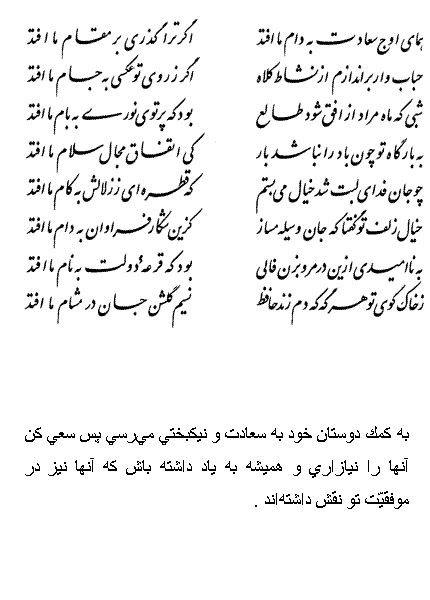 همای اوج سعادت به دام ما افتد اگر ترا گذری بر مقام ما افتد
حباب وار براندازم از نشاط کلاه اگر ز روی تو عکسی به جام ما افتد
شبی که ماه مراد از افق شود طالع بود که پرتو نوری به بام ما افتد
به بارگاه تو چون باد را نباشد بار کی اتفاق مجال سلام ما افتد
چو جان فدای لبت شد خیال می بستم که قطره ای ز زلالش به کام ما افتد
خیال زلف تو گفتا که جان وسیله مساز کزین شکار فراوان به دام ما افتد
به ناامیدی ازین در مرو بزن فالی بود که قرعهٔ دولت به نام ما افتد
ز خاک کوی تو هر گه که دم زند حافظ نسیم گلشن جان در مشام ما افتد
به كمك دوستان خود به سعادت و نيكبختي مي‌رسي پس سعي كن
آنها را نيازاري و هميشه به ياد داشته باش كه آنها نيز در
موفقيّت تو نقش داشته‌اند .